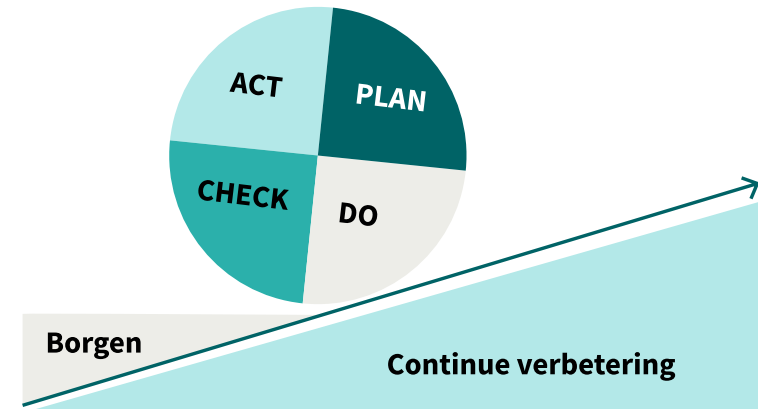 ACT
PLAN
CHECK
DO
Borgen
Continue verbetering